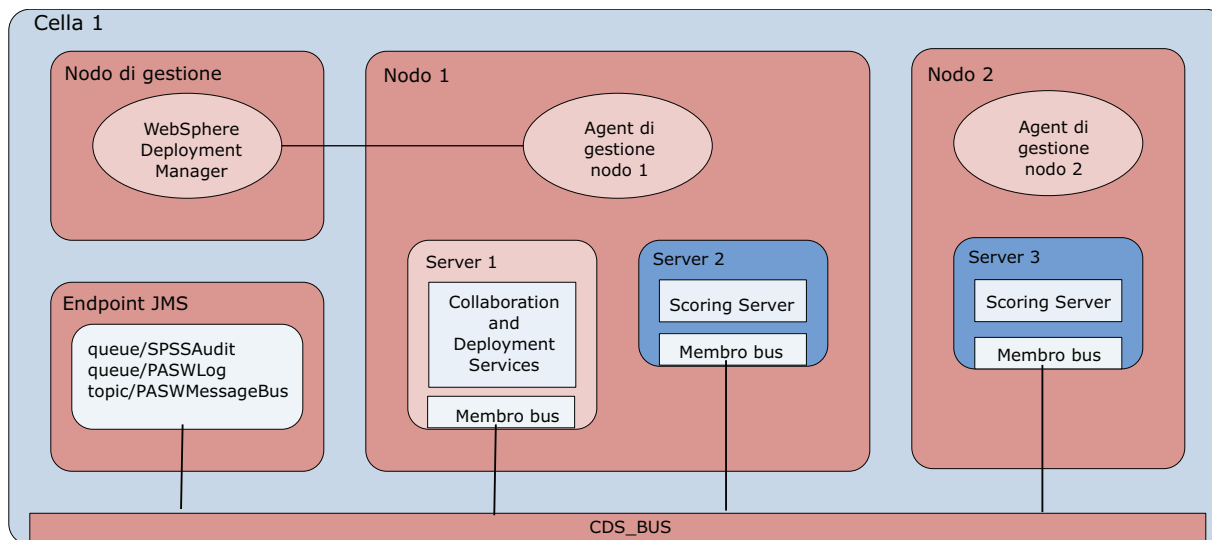 Cella 1
Nodo di gestione
WebSphere
Deployment
Manager
Nodo 1
Agent di
gestione
nodo 1
Nodo 2
Agent di
gestione
nodo 2
Server 1
Collaboration
and
Deployment
Services
Membro bus
Server 2
Scoring Server
Membro bus
Server 3
Scoring Server
Membro bus
Endpoint JMS
queue/SPSSAudit
queue/PASWLog
topic/PASWMessageBus
CDS_BUS